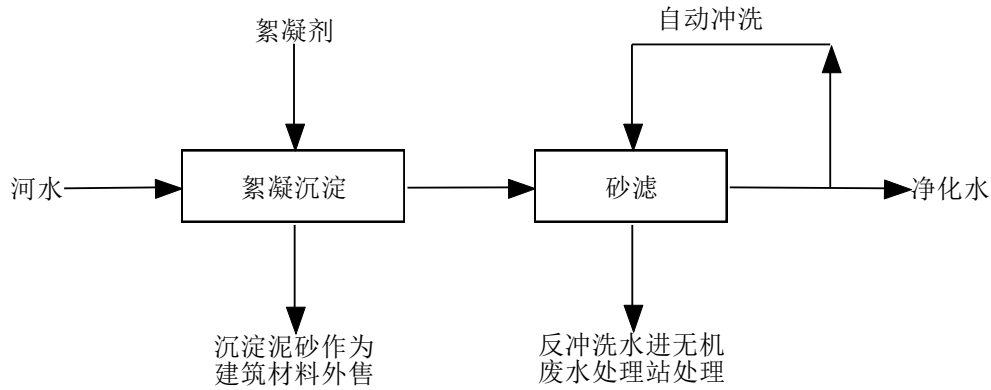 自动冲洗
絮凝剂
河水
絮凝沉淀
砂滤
净化水
沉淀泥砂作为
建筑材料外售
反冲洗水进无机
废水处理站处理